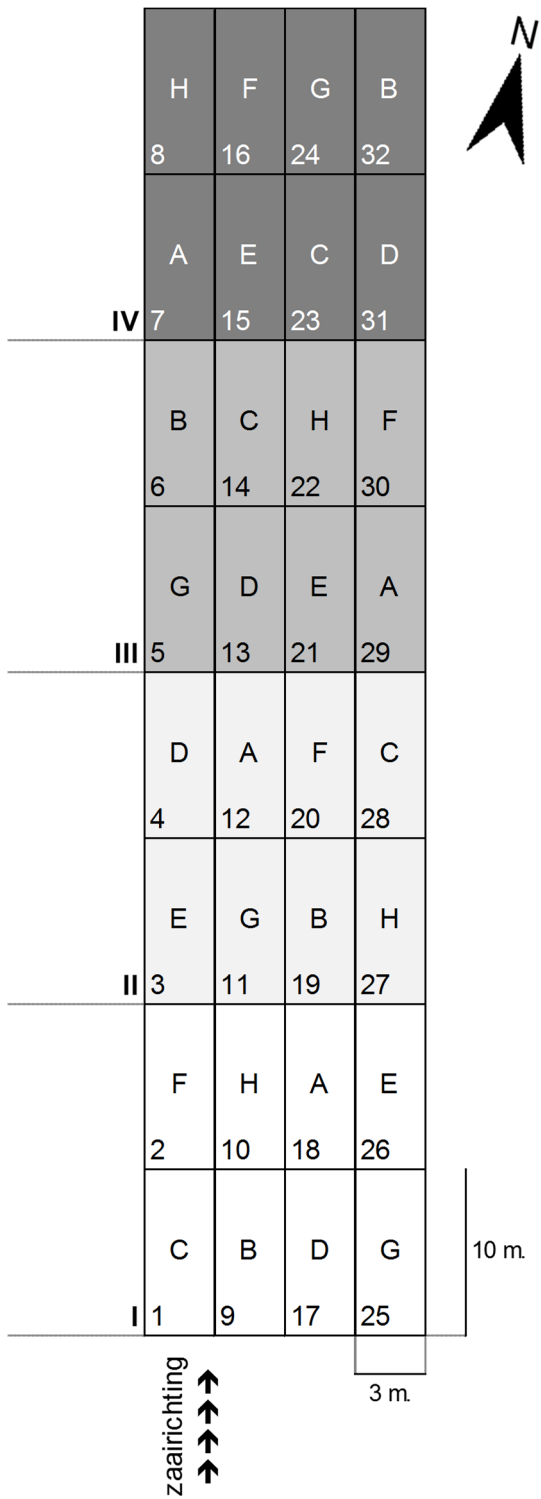 N
H F G B
8 16 24 32
A E C D
IV 7 15 23 31
B C H F
6 14 22 30
G D E A
III 5 13 21 29
D A F C
4 12 20 28
E G B H
II 3 11 19 27
F H A E
2 10 18 26
C B D G
10 m.
I 1 9 17 25
zaairichting
3 m.